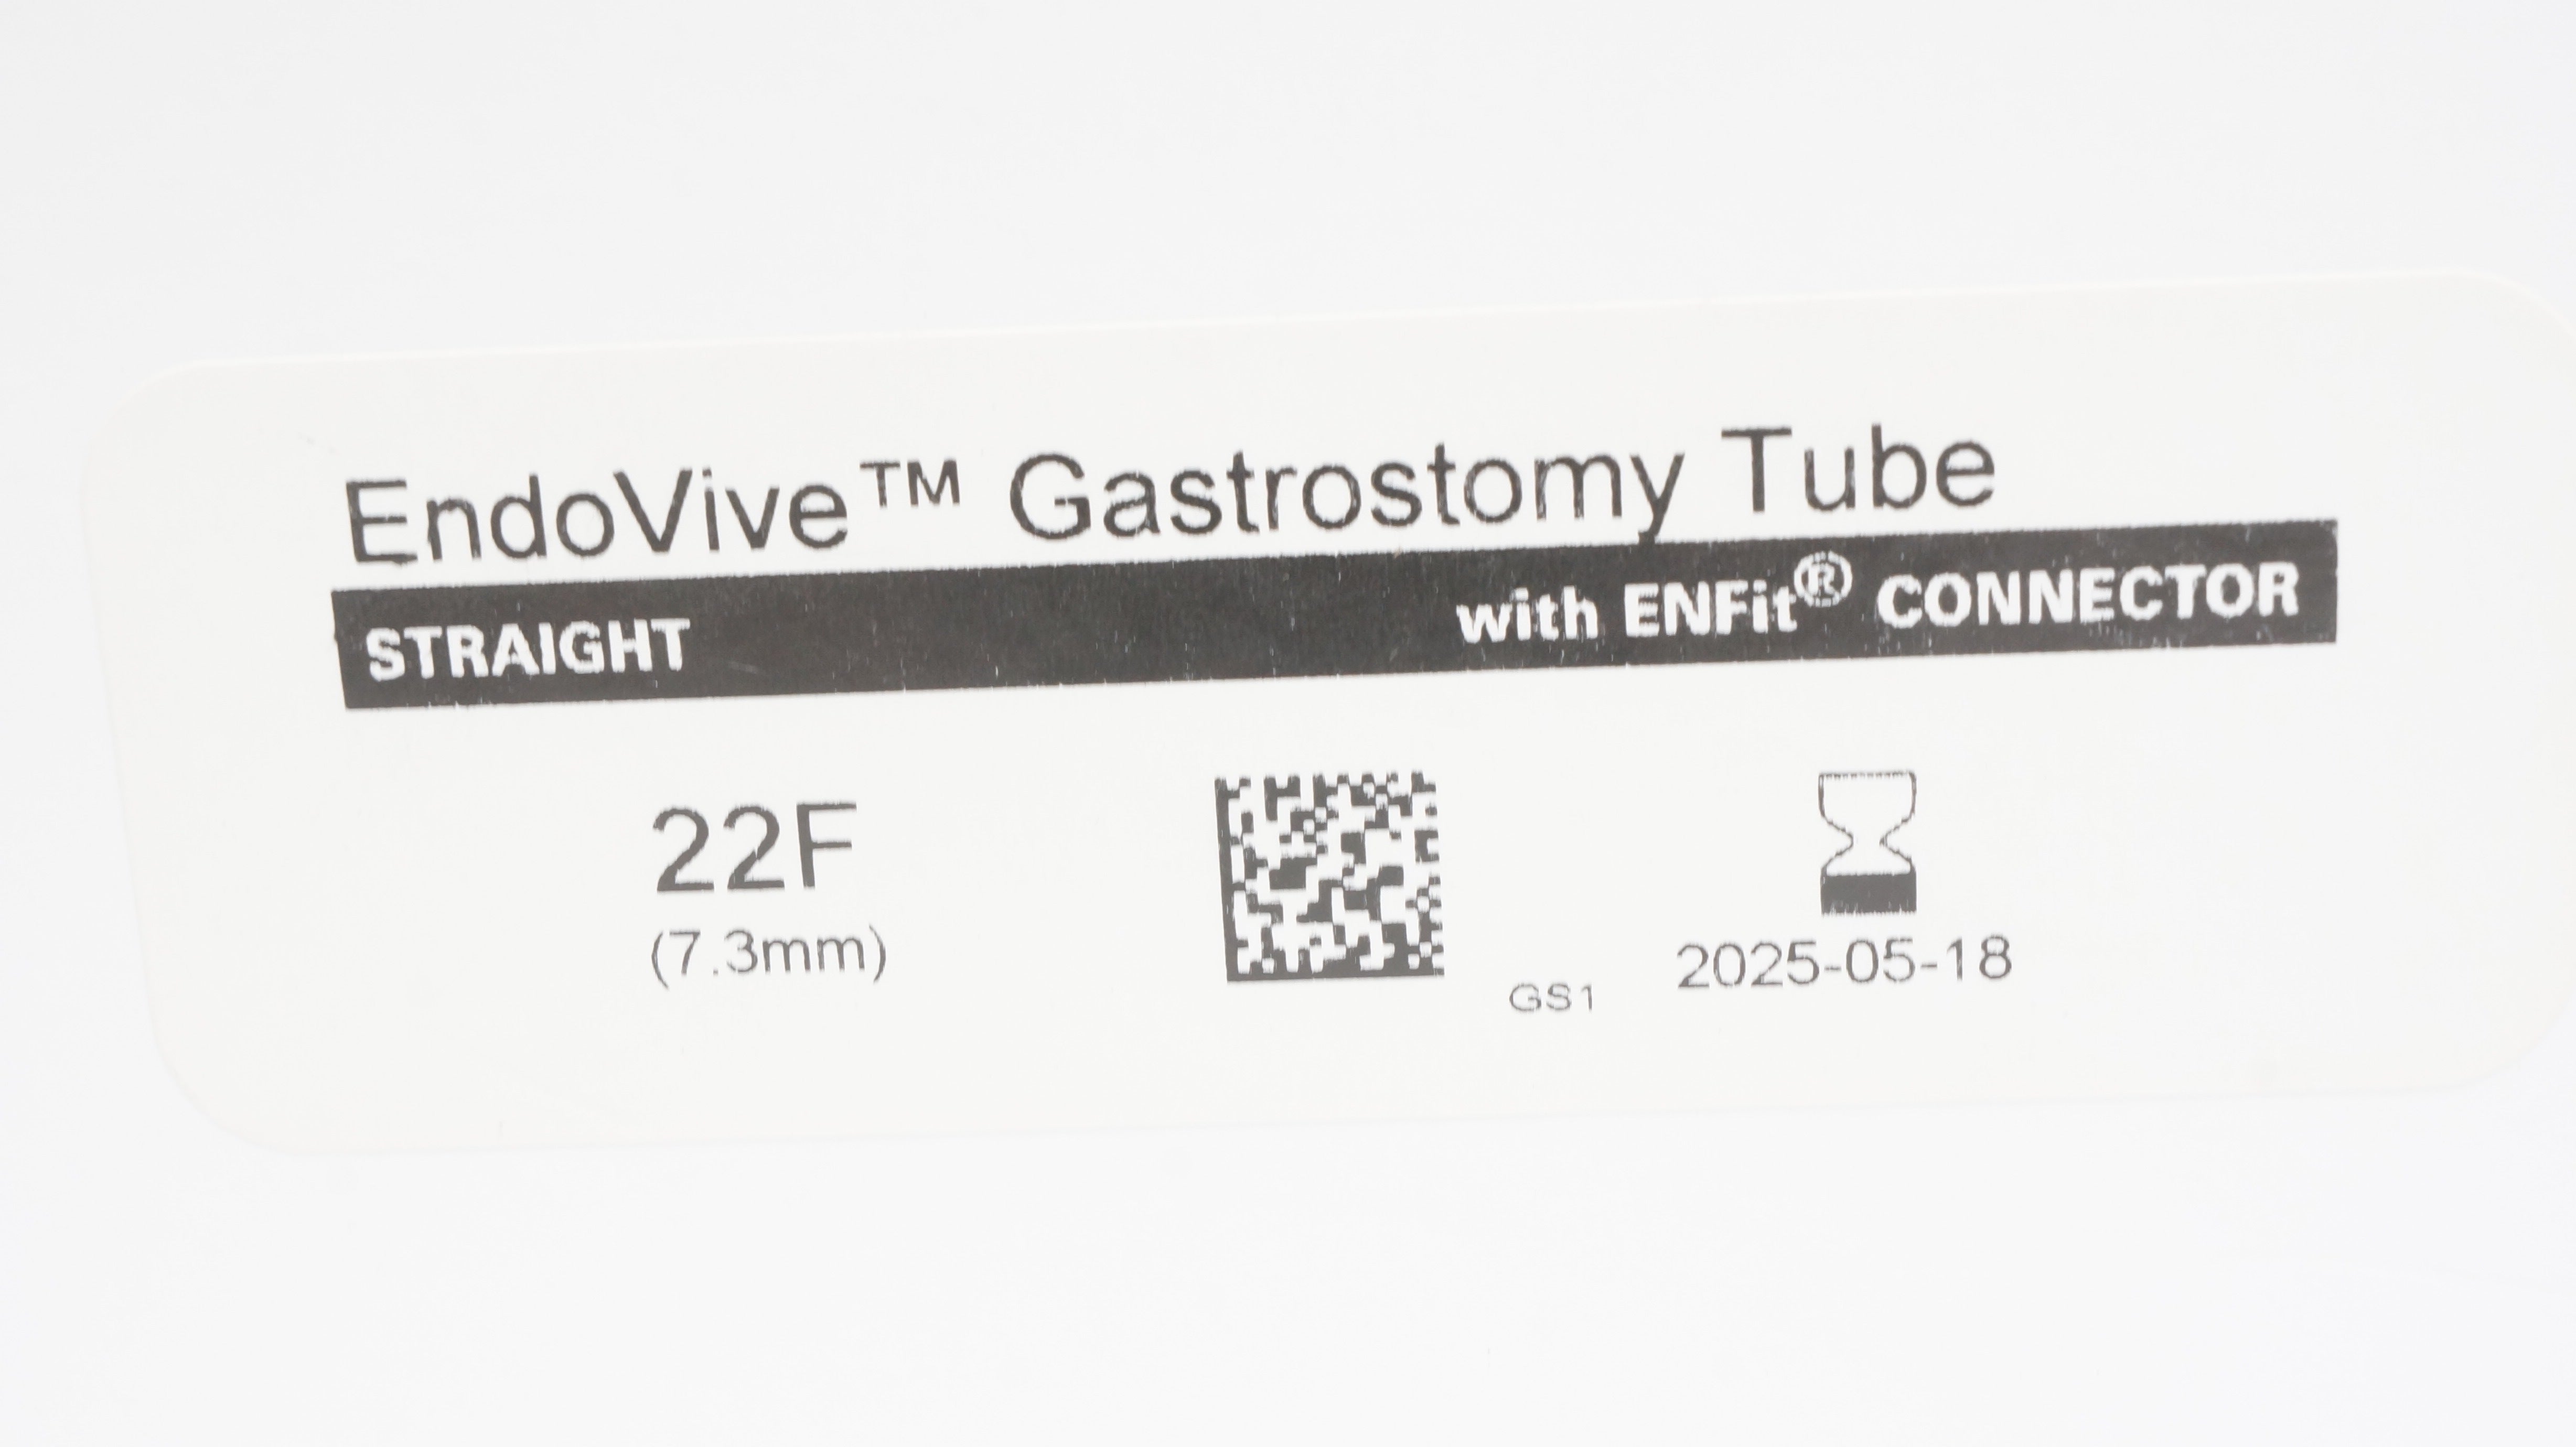 EndoVive™ Gastrostomy Tube
STRAIGHT with ENFit® CONNECTOR
22F
(7.3mm)
GS1
2025-05-18